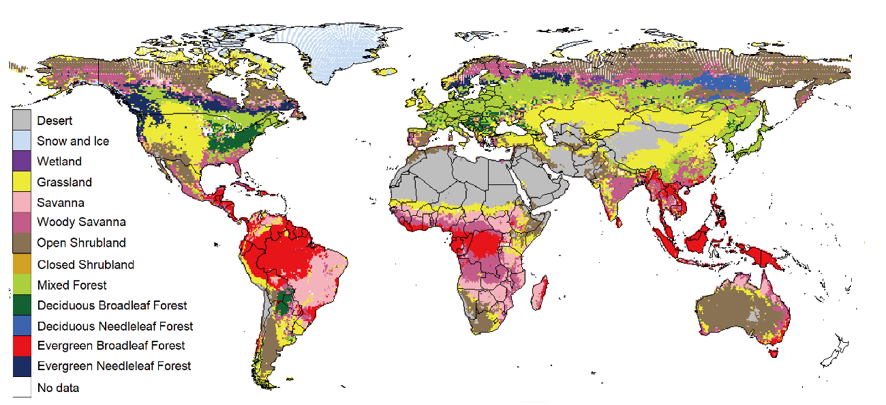 Desert
Snow and Ice
Wetland
Grassland
Savanna
Woody Savanna
Open Shrubland
Closed Shrubland
Mixed Forest
Deciduous Broadleaf Forest
Deciduous Needleleaf Forest
Evergreen Broadleaf Forest
Evergreen Needleleaf Forest
No data